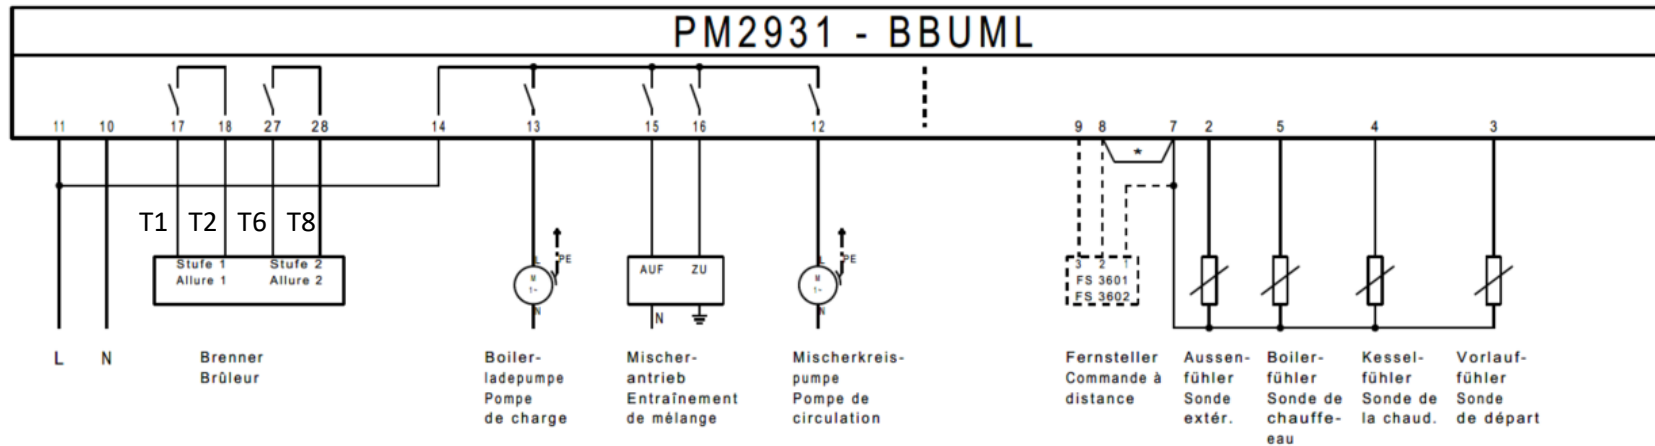 PM2931 - BBUML
11 10 17 18 27 28 14 13 15 16 12 9 8 7 2 5 4 3
*
T1 T2 T6 T8
Stufe 1 Stufe 2
Allure 1 Allure 2
L PE
M
1~
N
AUF ZU
N
L PE
M
1~
N
3 2 1
FS 3601
FS 3602
L N
Brenner
Brûleur
Boiler-
ladepumpe
Pompe
de charge
Mischer-
antrieb
Entraînement
de mélange
Mischerkreis-
pumpe
Pompe de
circulation
Fernsteller
Commande à
distance
Aussen-
fühler
Sonde
extér.
Boiler-
fühler
Sonde de
chauffe-
eau
Kessel-
fühler
Sonde de
la chaud.
Vorlauf-
fühler
Sonde
de départ